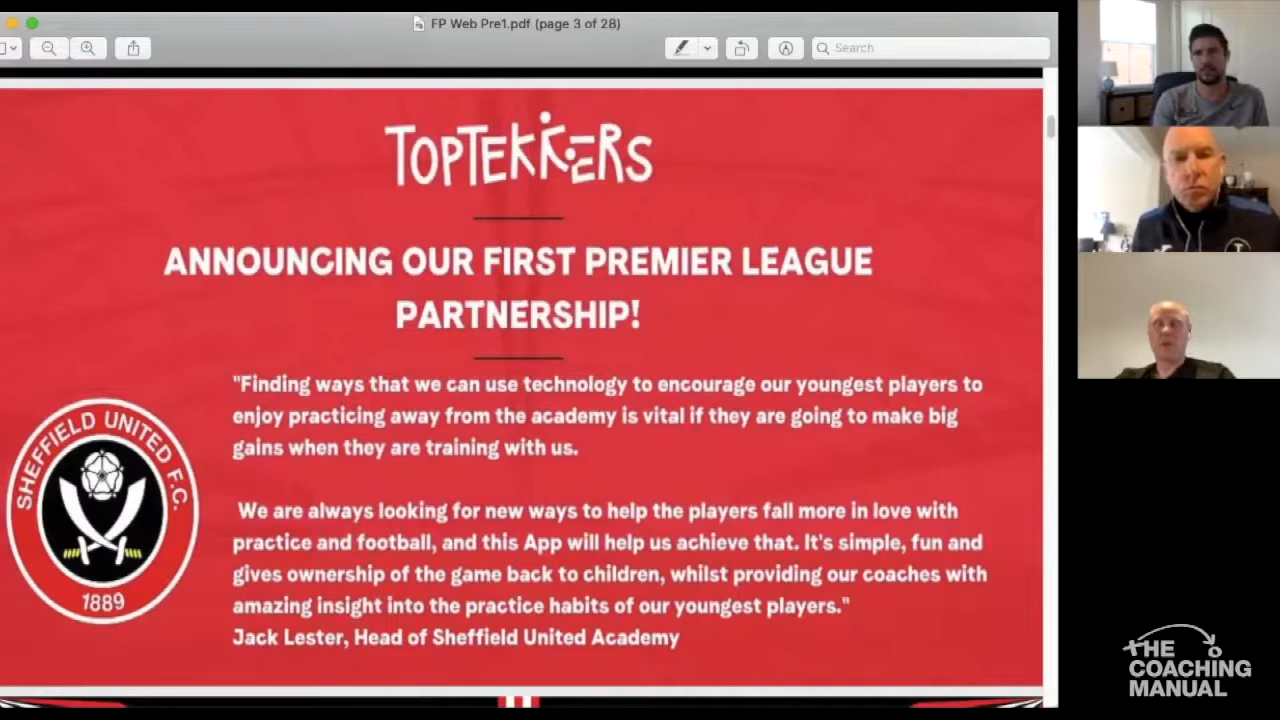 FP Web Pre1.pdf (page 3 of 28)
Search
TOPTEKKERS
ANNOUNCING OUR FIRST PREMIER LEAGUE
PARTNERSHIP!
"Finding ways that we can use technology to encourage our youngest players to
enjoy practicing away from the academy is vital if they are going to make big
gains when they are training with us.
We are always looking for new ways to help the players fall more in love with
practice and football, and this App will help us achieve that. It's simple, fun and
gives ownership of the game back to children, whilst providing our coaches with
amazing insight into the practice habits of our youngest players."
Jack Lester, Head of Sheffield United Academy
SHEFFIELD UNITED F.C.
1889
THE
COACHING
MANUAL